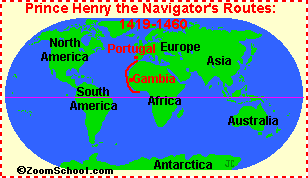 Prince Henry the Navigator's Routes:
1419-1460
North
America
Portugal
Europe
Asia
Gambia
South
America
Africa
Australia
Antarctica
JC
©ZoomSchool.com